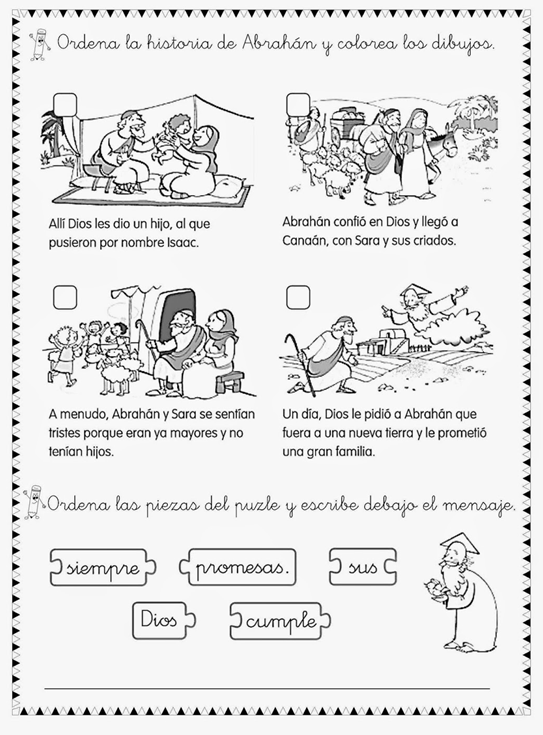 Ordena la historia de Abrahán y colorea los dibujos.
Allí Dios les dio un hijo, al que
pusieron por nombre Isaac.
Abrahán confió en Dios y llegó a
Canaán, con Sara y sus criados.
A menudo, Abrahán y Sara se sentían
tristes porque eran ya mayores y no
tenían hijos.
Un día, Dios le pidió a Abrahán que
fuera a una nueva tierra y le prometió
una gran familia.
Ordena las piezas del puzle y escribe debajo el mensaje.
siempre
promesas.
sus
Dios
cumple